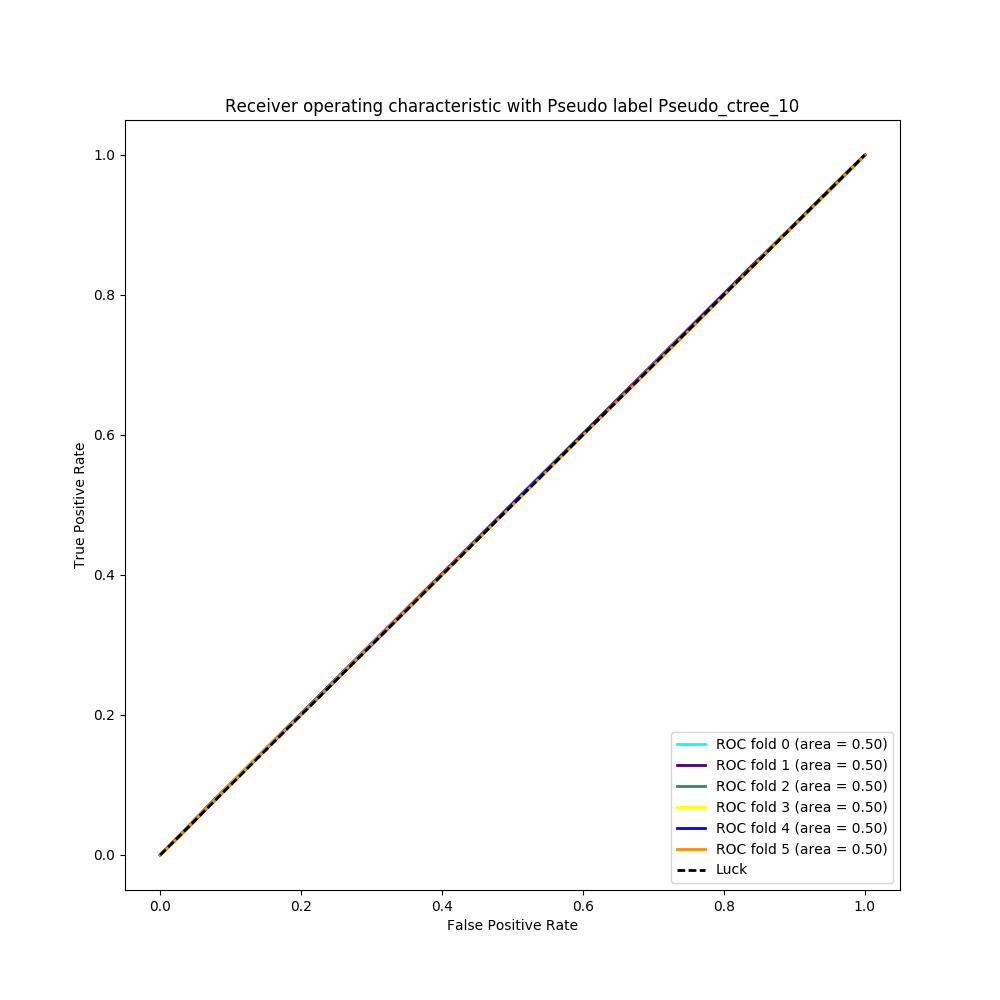 Receiver operating characteristic with Pseudo label Pseudo_ctree_10
True Positive Rate
1.0
0.8
0.6
0.4
0.2
0.0
ROC fold 0 (area = 0.50)
ROC fold 1 (area = 0.50)
ROC fold 2 (area = 0.50)
ROC fold 3 (area = 0.50)
ROC fold 4 (area = 0.50)
ROC fold 5 (area = 0.50)
Luck
0.0 0.2 0.4 0.6 0.8 1.0
False Positive Rate